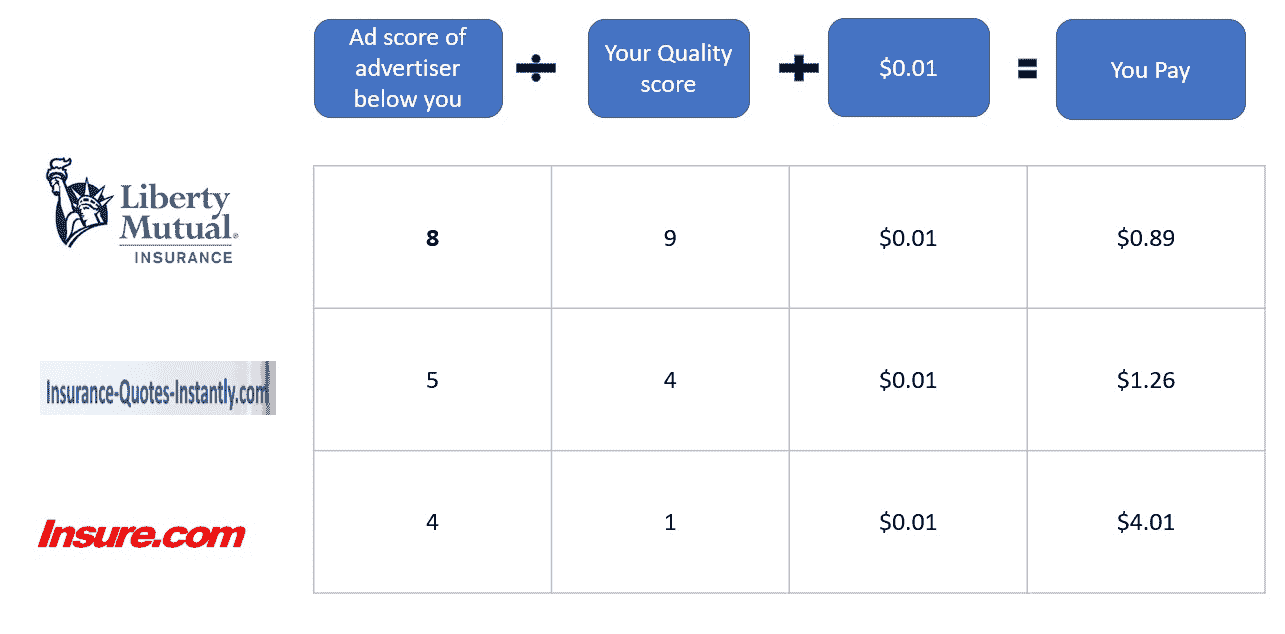 Ad score of
advertiser
below you
÷
Your Quality
score
+
$0.01
=
You Pay
Liberty
Mutual®
INSURANCE
8
9
$0.01
$0.89
Insurance-Quotes-Instantly.com
5
4
$0.01
$1.26
Insure.com
4
1
$0.01
$4.01